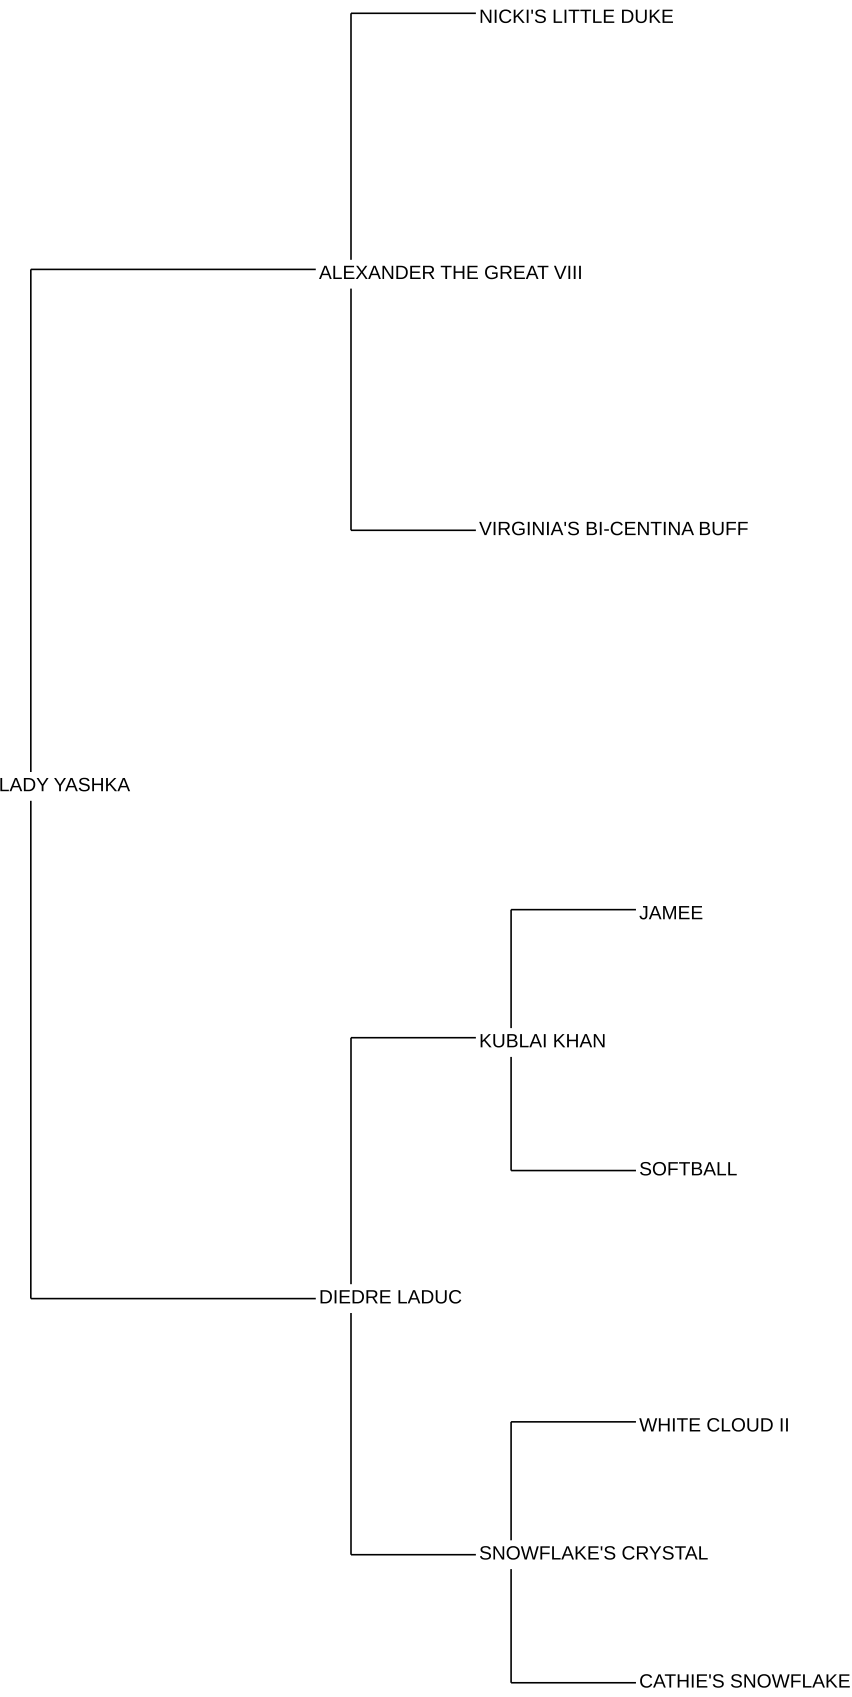 NICKI'S LITTLE DUKE
ALEXANDER THE GREAT VIII
VIRGINIA'S BI-CENTINA BUFF
LADY YASHKA
JAMEE
KUBLAI KHAN
SOFTBALL
DIEDRE LADUC
WHITE CLOUD II
SNOWFLAKE'S CRYSTAL
CATHIE'S SNOWFLAKE